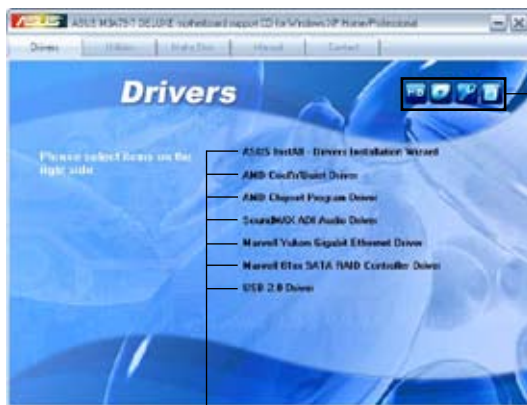 ASUS M3A79-T DELUXE motherboard support CD for Windows XP Home/Professional
Drivers Utilities Make Disk Manual Contact
Drivers
Please select items on the
right side.
ASUS InstAll - Drivers Installation Wizard
AMD Cool'n'Quiet Driver
AMD Chipset Program Driver
SoundMAX ADI Audio Driver
Marvell Yukon Gigabit Ethernet Driver
Marvell 61xx SATA RAID Controller Driver
USB 2.0 Driver